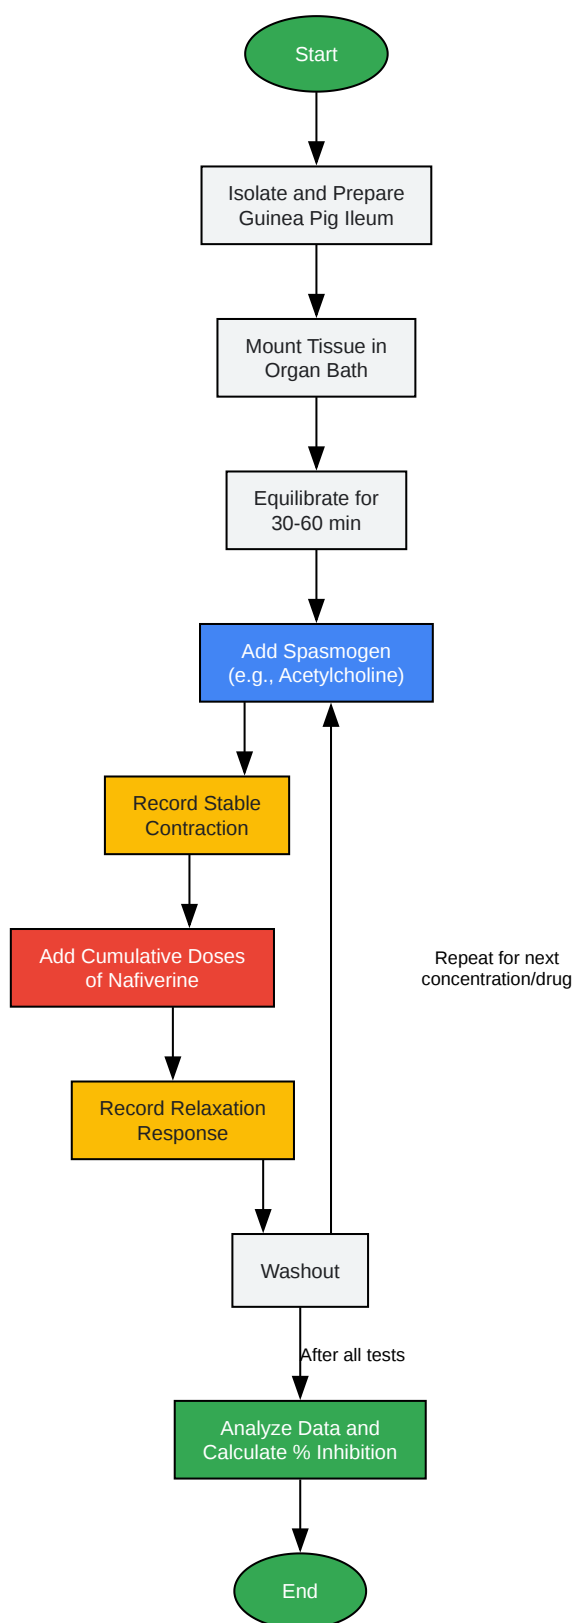 Start
Isolate and Prepare
Guinea Pig Ileum
Mount Tissue in
Organ Bath
Equilibrate for
30-60 min
Add Spasmogen
(e.g., Acetylcholine)
Record Stable
Contraction
Add Cumulative Doses
of Nafiverine
Repeat for next
concentration/drug
Record Relaxation
Response
Washout
After all tests
Analyze Data and
Calculate % Inhibition
End